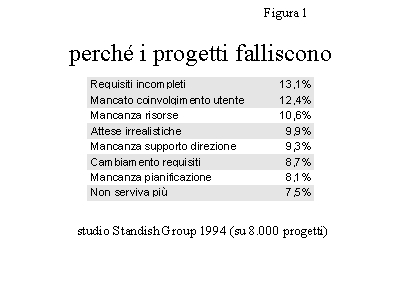 Figura 1
perché i progetti falliscono
Requisiti incompleti 13,1%
Mancato coinvolgimento utente 12,4%
Mancanza risorse 10,6%
Attese irrealistiche 9,9%
Mancanza supporto direzione 9,3%
Cambiamento requisiti 8,7%
Mancanza pianificazione 8,1%
Non serviva più 7,5%
studio Standish Group 1994 (su 8.000 progetti)